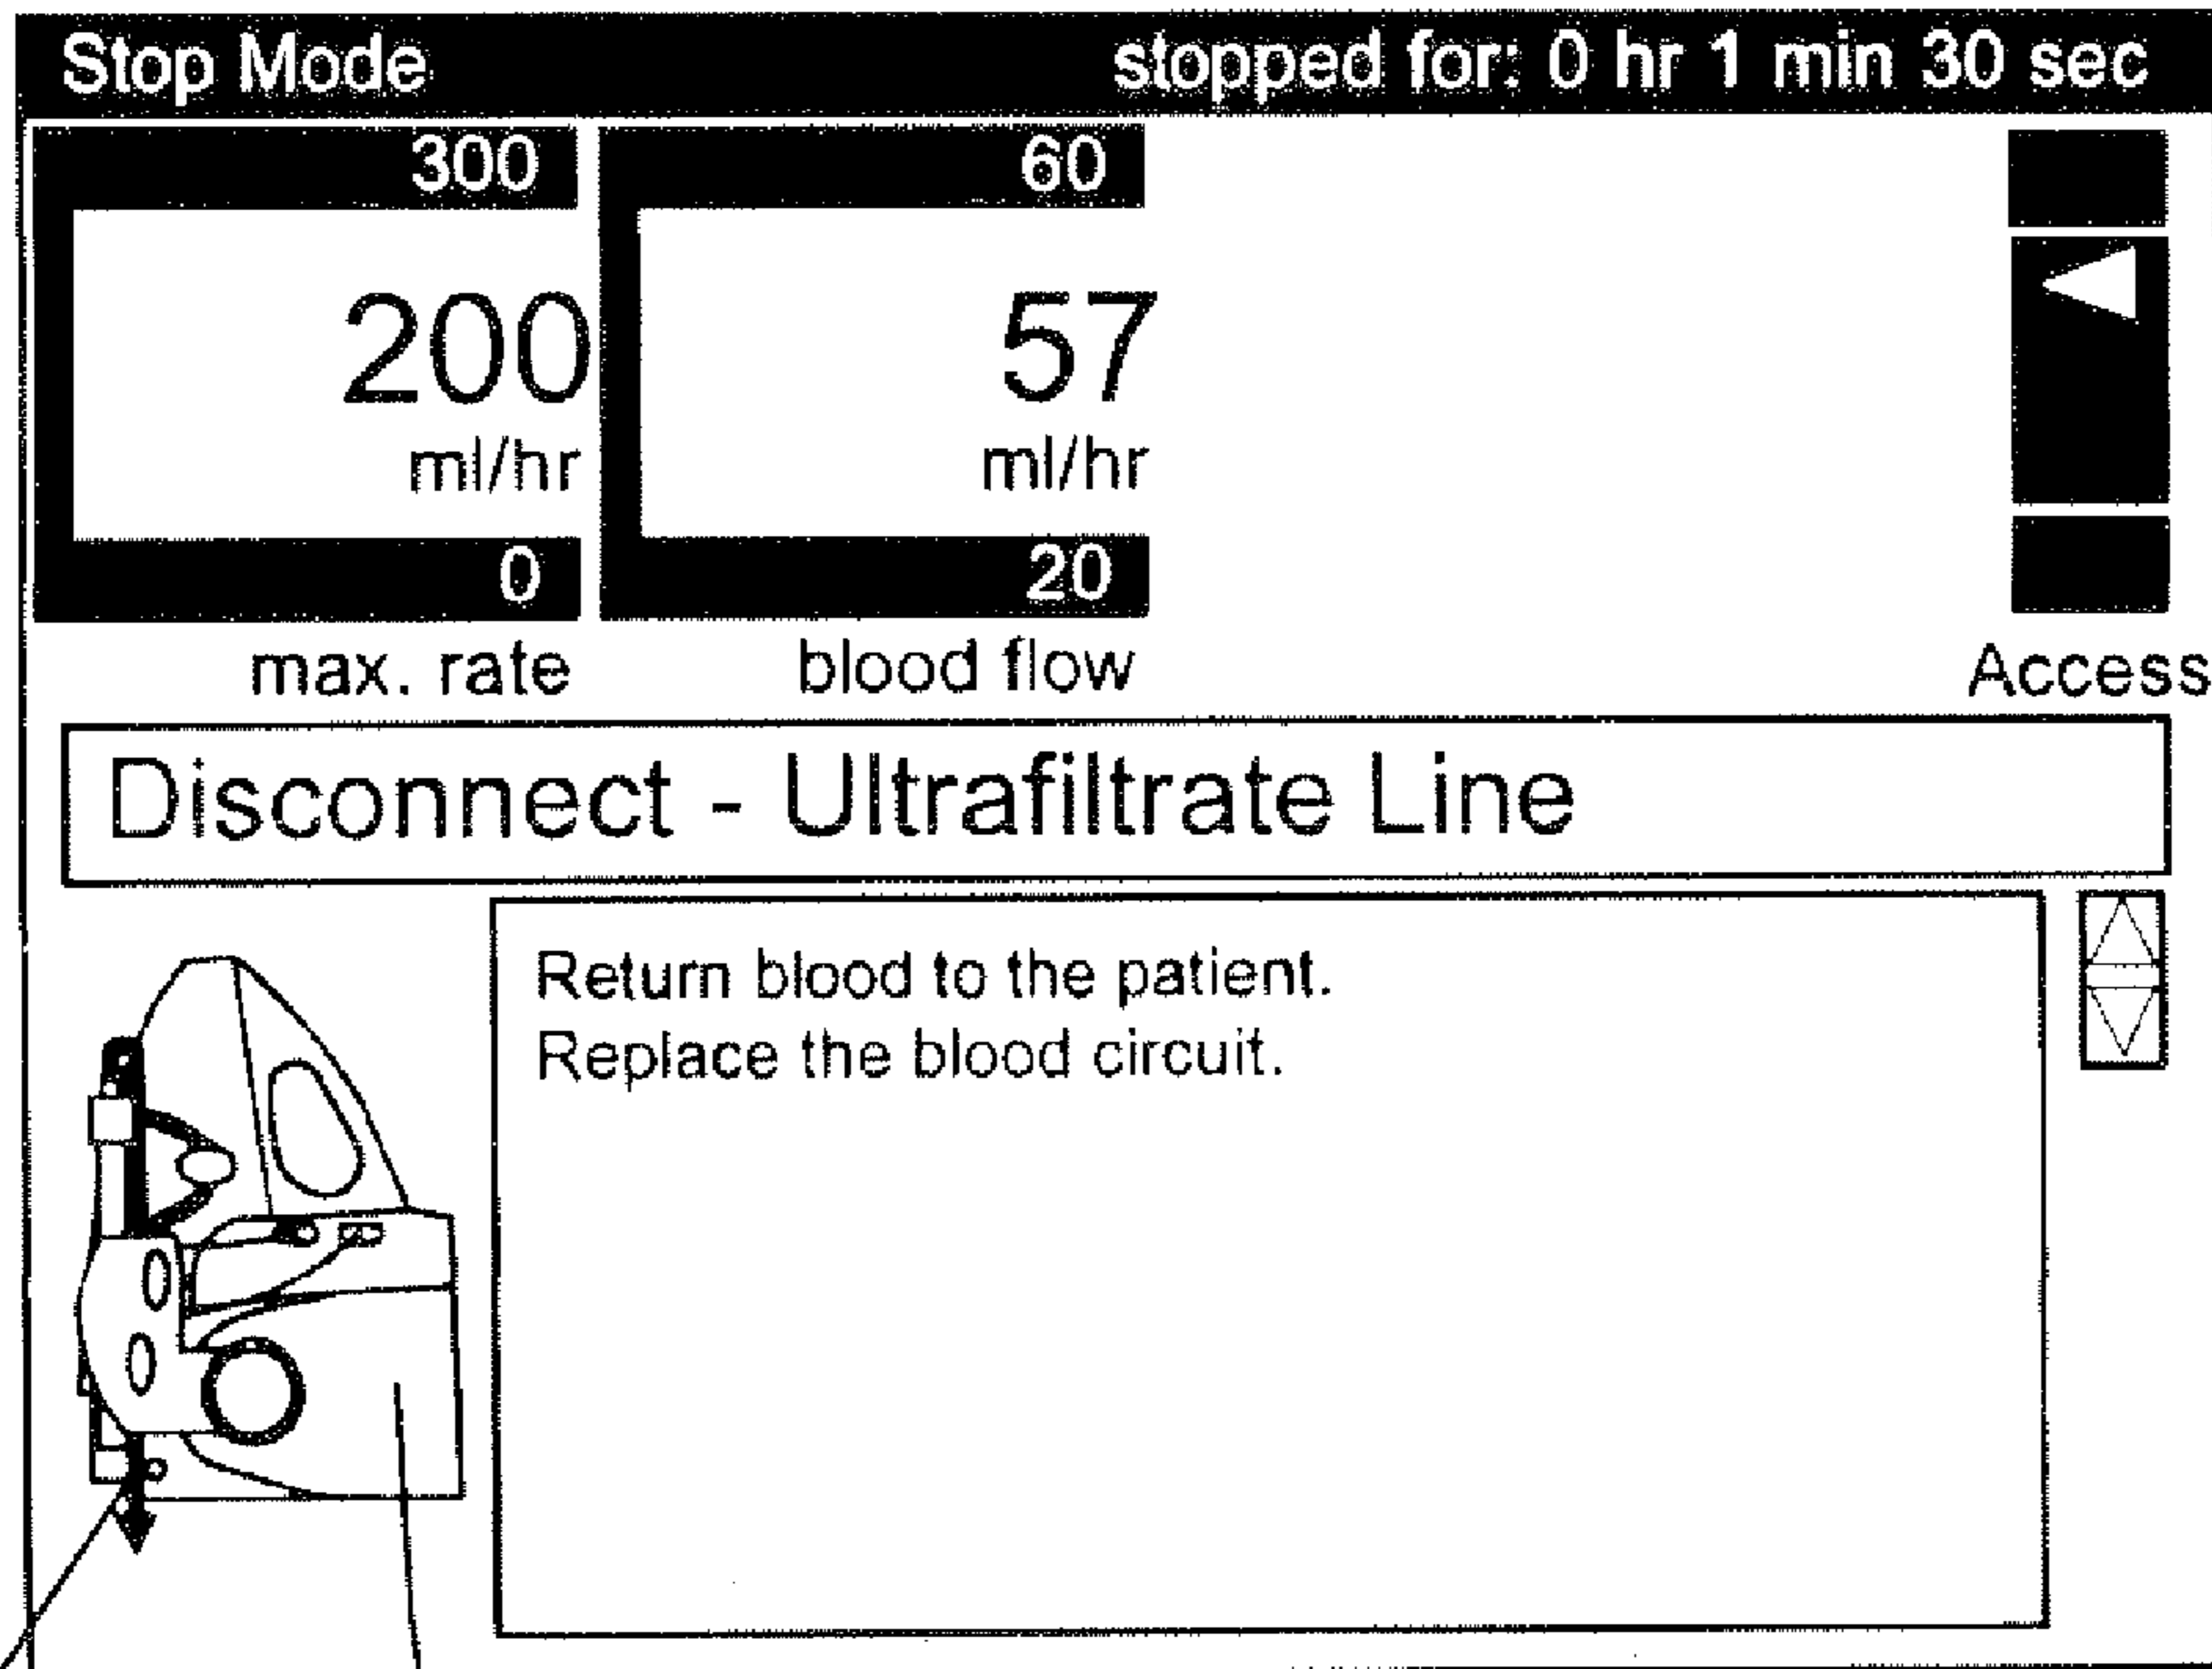 Stop Mode stopped for: 0 hr 1 min 30 sec
300 60
200 57
ml/hr ml/hr
0 20
max. rate blood flow Access
Disconnect - Ultrafiltrate Line
Return blood to the patient.
Replace the blood circuit.